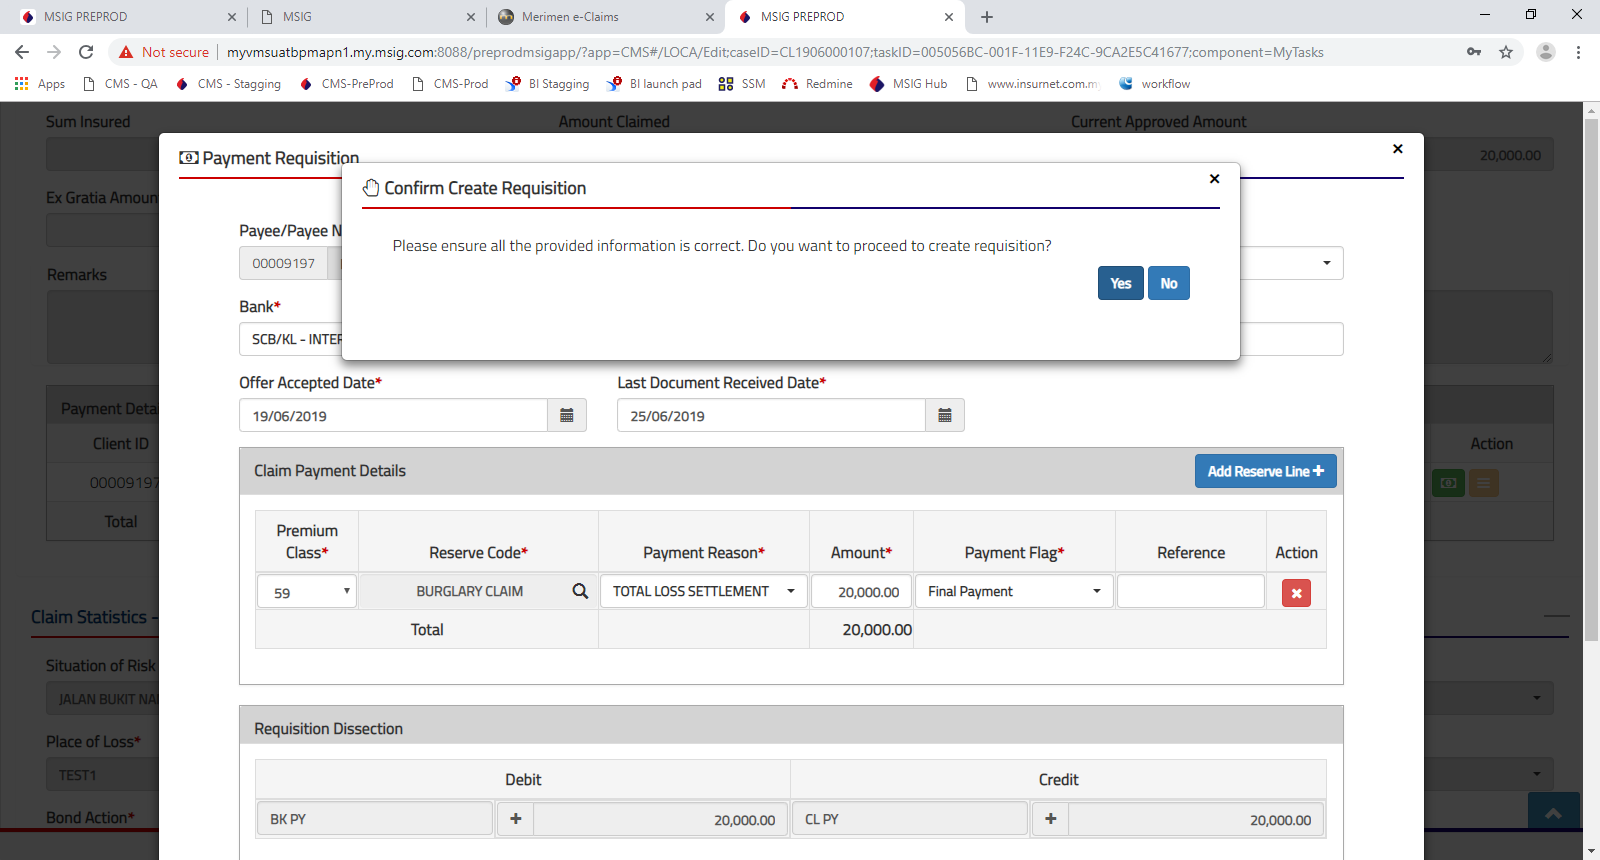 MSIG PREPROD
MSIG
Merimen e-Claims
MSIG PREPROD
Not secure
myvmsuatbpmapn1.my.msig.com:8088/preprodmsigapp/?app=CMS#/LOCA/Edit;caseID=CL1906000107;taskID=005056BC-001F-11E9-F24C-9CA2E5C41677;component=MyTasks
Apps
CMS - QA
CMS - Stagging
CMS-PreProd
CMS-Prod
BI Stagging
BI launch pad
SSM
Redmine
MSIG Hub
www.insurnet.com.m
workflow
Sum Insured
Amount Claimed
Current Approved Amount
20,000.00
Ex Gratia Amoun
Remarks
Payment Requisition
Confirm Create Requisition
Please ensure all the provided information is correct. Do you want to proceed to create requisition?
Yes
No
Payee/Payee N
00009197
Bank*
SCB/KL - INTER
Offer Accepted Date*
Last Document Received Date*
19/06/2019
25/06/2019
Payment Deta
Client ID
Action
00009197
Total
Claim Payment Details
Add Reserve Line
Premium Class*
Reserve Code*
Payment Reason*
Amount*
Payment Flag*
Reference
Action
59
BURGLARY CLAIM
TOTAL LOSS SETTLEMENT
20,000.00
Final Payment
Total
20,000.00
Claim Statistics -
Situation of Risk
JALAN BUKIT NA
Place of Loss*
TEST1
Bond Action*
Requisition Dissection
Debit
Credit
BK PY
+
20,000.00
CL PY
+
20,000.00